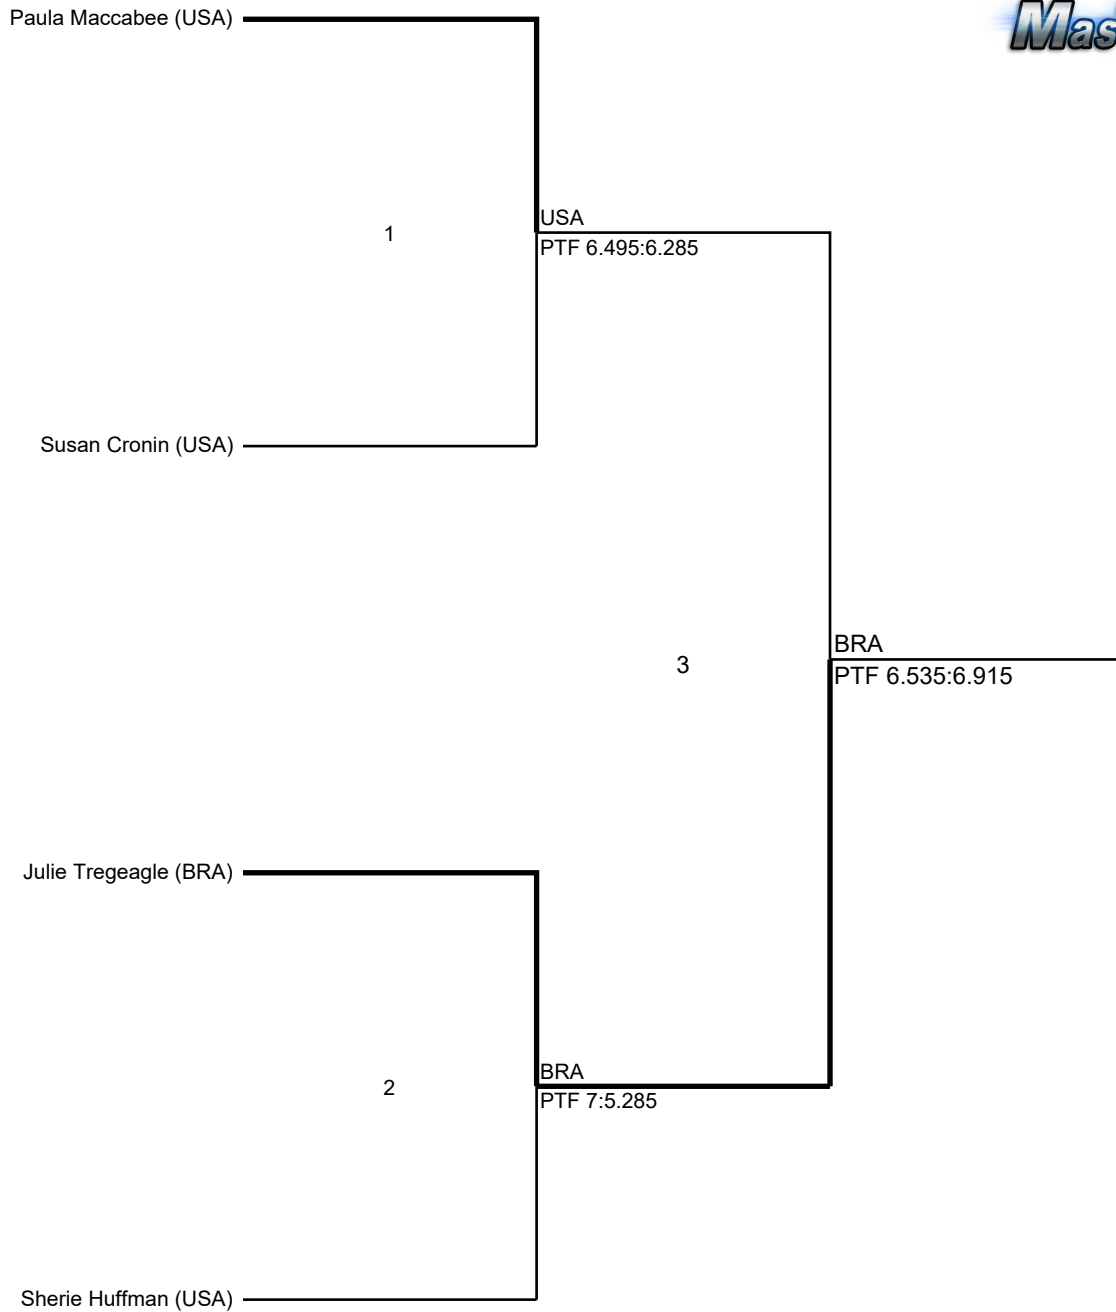 Paula Maccabee (USA)
Mas
1
USA
PTF 6.495:6.285
Susan Cronin (USA)
3
BRA
PTF 6.535:6.915
Julie Tregeagle (BRA)
2
BRA
PTF 7:5.285
Sherie Huffman (USA)